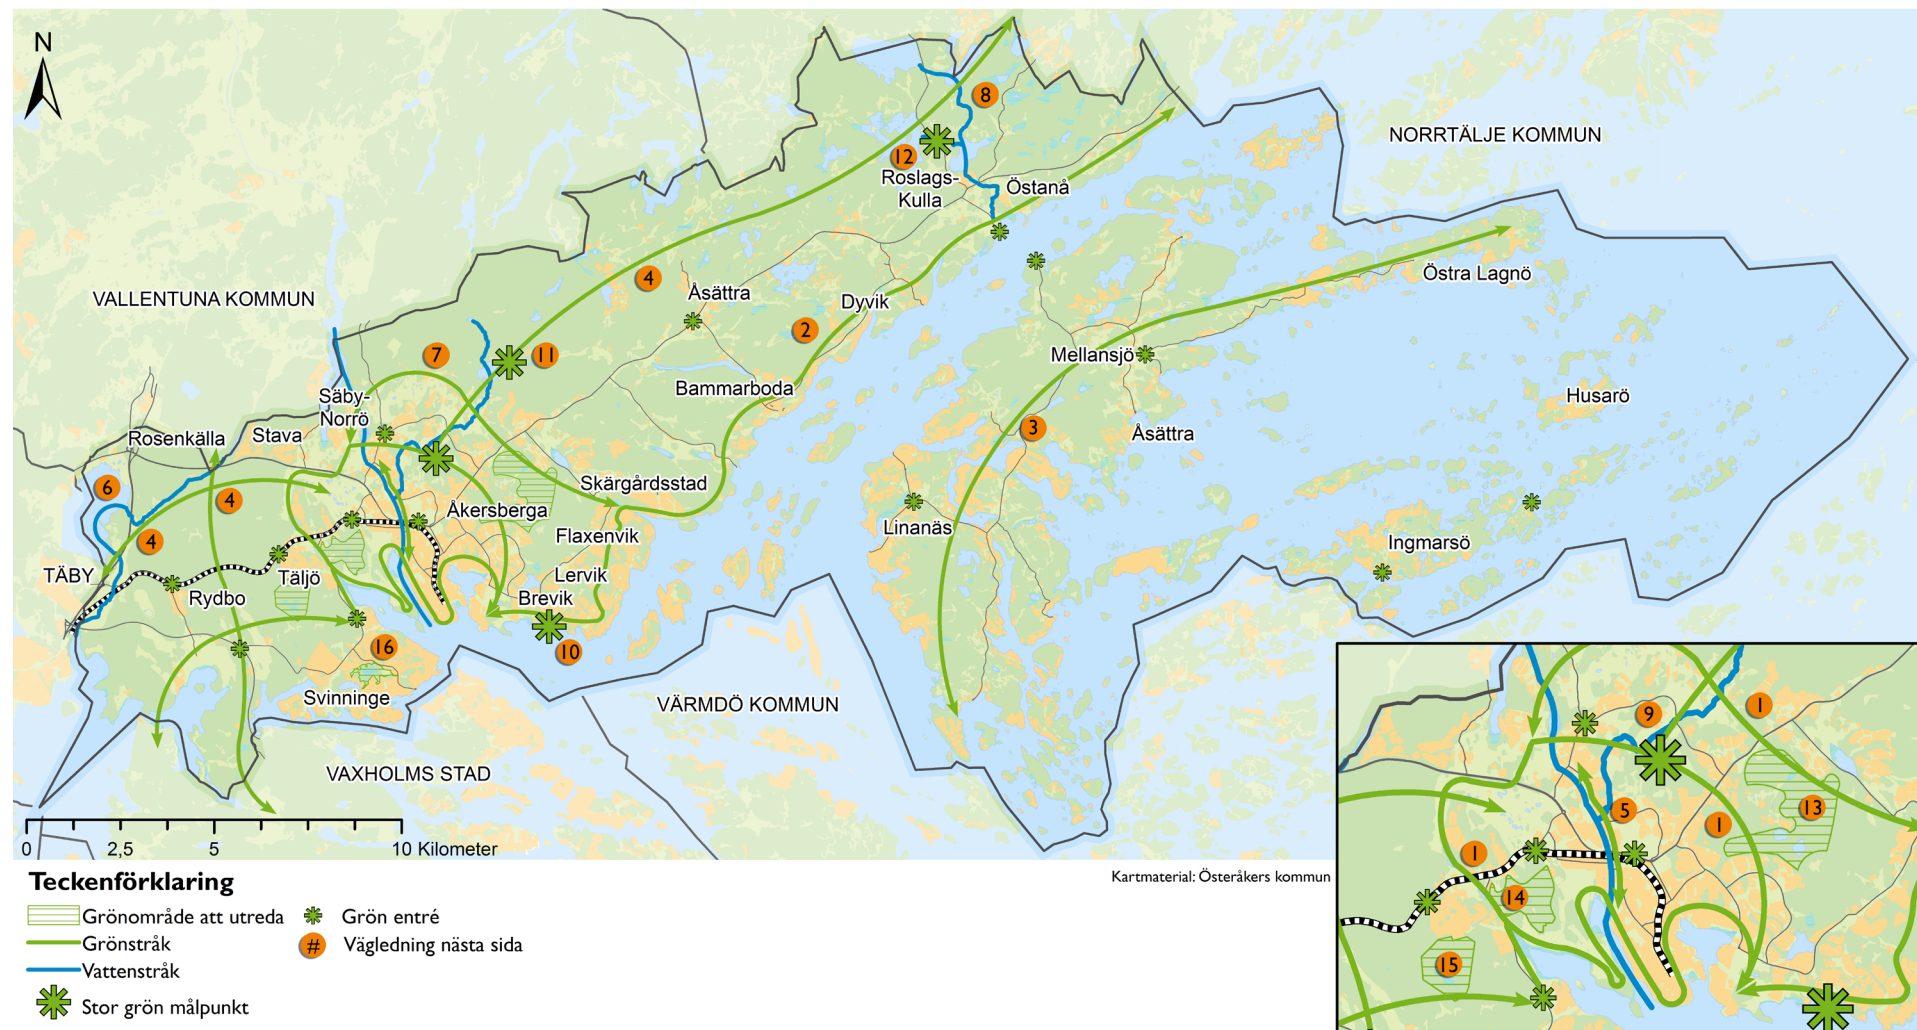 N
8
NORRTÄLJE KOMMUN
12
Roslags-
Kulla
Östanå
4
Östra Lagnö
VALLENTUNA KOMMUN
Åsättra
Dyvik
2
7
11
Mellansjö
Bammarboda
Husarö
Säby-
Norrö
3
Åsättra
Rosenkälla
Stava
6
4
Skärgårdsstad
Åkersberga
Linanäs
4
Flaxenvik
Ingmarsö
TÄBY
Täljö
Lervik
Rydbo
Brevik
16
10
Svinninge
VÄRMDÖ KOMMUN
VAXHOLMS STAD
9
1
5
13
1
1
14
15
0
2,5
5
10 Kilometer
Kartmaterial: Österåkers kommun
Teckenförklaring
Grönområde att utreda
Grön entré
Grönstråk
# Vägledning nästa sida
Vattenstråk
Stor grön målpunkt